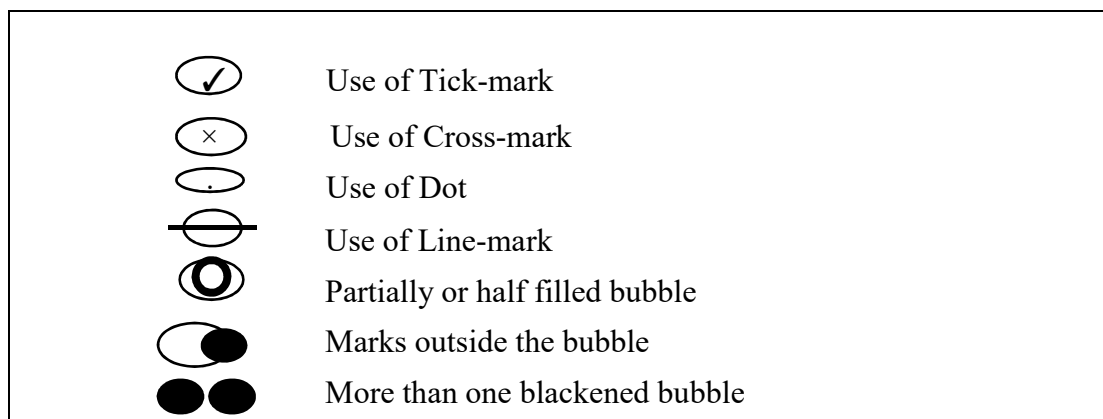 Use of Tick-mark
Use of Cross-mark
Use of Dot
Use of Line-mark
Partially or half filled bubble
Marks outside the bubble
More than one blackened bubble